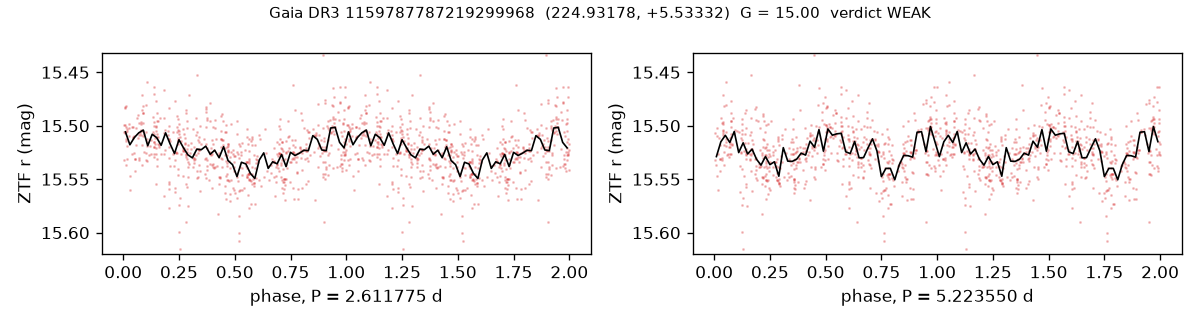 Gaia DR3 1159787787219299968  (224.93178, +5.53332)  G = 15.00  verdict WEAK
ZTF r (mag)
15.45
15.50
15.55
15.60
0.00 0.25 0.50 0.75 1.00 1.25 1.50 1.75 2.00
phase, P = 2.611775 d
ZTF r (mag)
15.45
15.50
15.55
15.60
0.00 0.25 0.50 0.75 1.00 1.25 1.50 1.75 2.00
phase, P = 5.223550 d